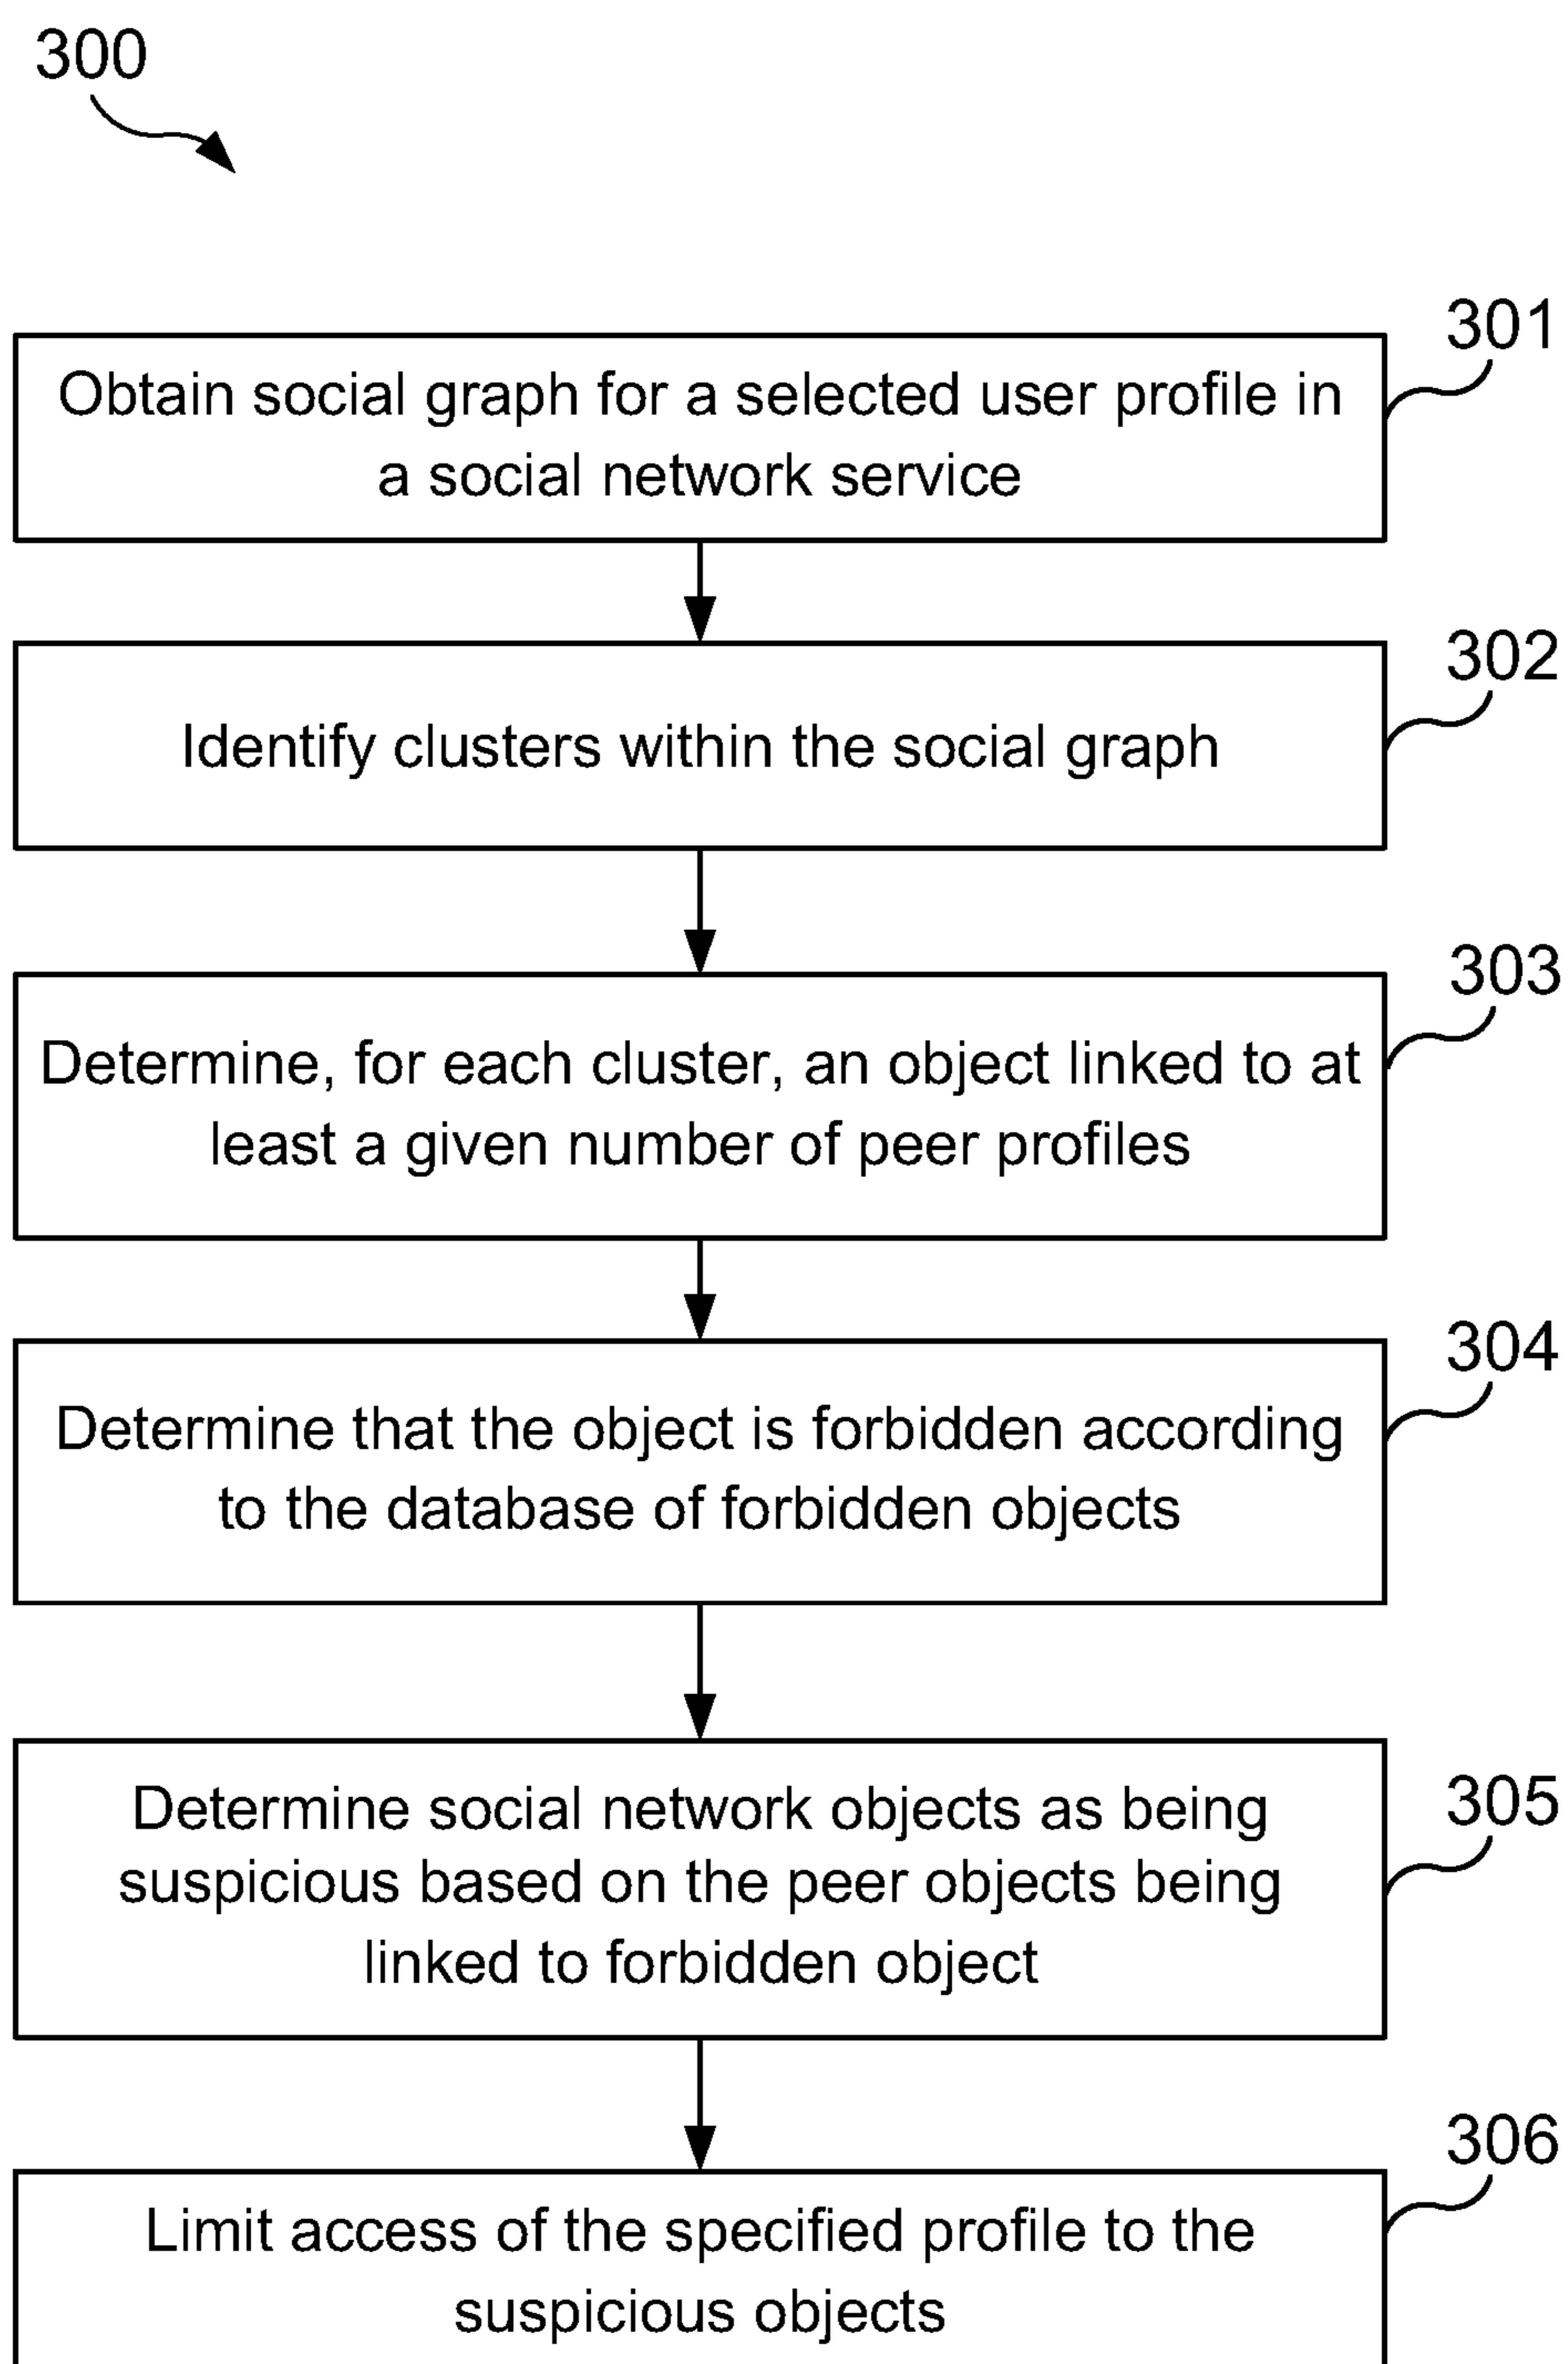 300
301
Obtain social graph for a selected user profile in
a social network service
302
Identify clusters within the social graph
303
Determine, for each cluster, an object linked to at
least a given number of peer profiles
304
Determine that the object is forbidden according
to the database of forbidden objects
305
Determine social network objects as being
suspicious based on the peer objects being
linked to forbidden object
306
Limit access of the specified profile to the
suspicious objects